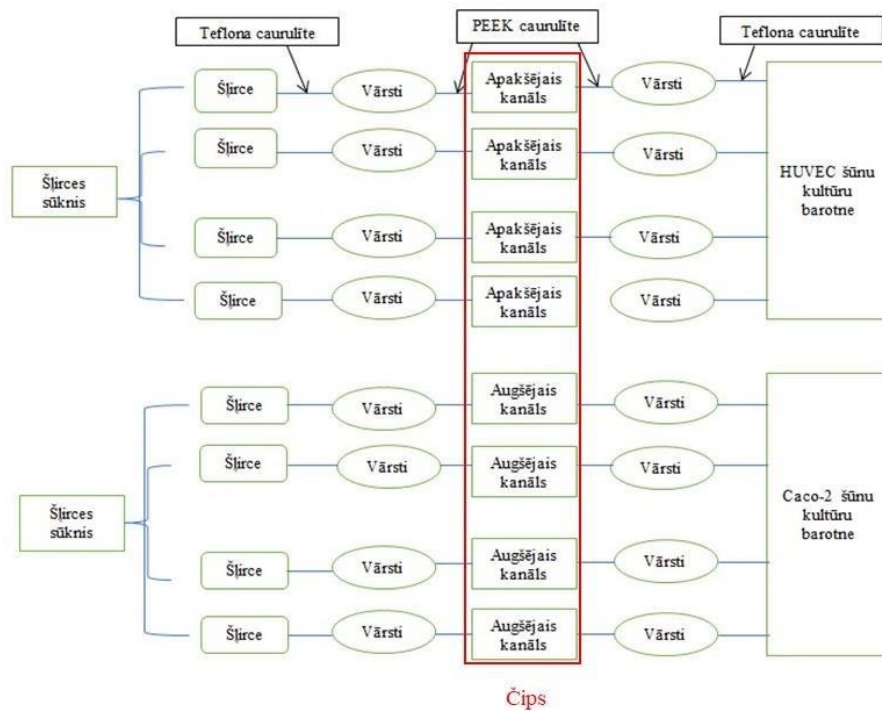 Teflona caurulīte
PEEK caurulīte
Teflona caurulīte
Šļirces
sūknis
Šļirce
Vārsti
Apakšējais
kanāls
Vārsti
Šļirce
Vārsti
Apakšējais
kanāls
Vārsti
Šļirce
Vārsti
Apakšējais
kanāls
Vārsti
Šļirce
Vārsti
Apakšējais
kanāls
Vārsti
HUVEC šūnu
kultūru
barotne
Šļirces
sūknis
Šļirce
Vārsti
Augšējais
kanāls
Vārsti
Šļirce
Vārsti
Augšējais
kanāls
Vārsti
Šļirce
Vārsti
Augšējais
kanāls
Vārsti
Šļirce
Vārsti
Augšējais
kanāls
Vārsti
Caco-2 šūnu
kultūru
barotne
Čips